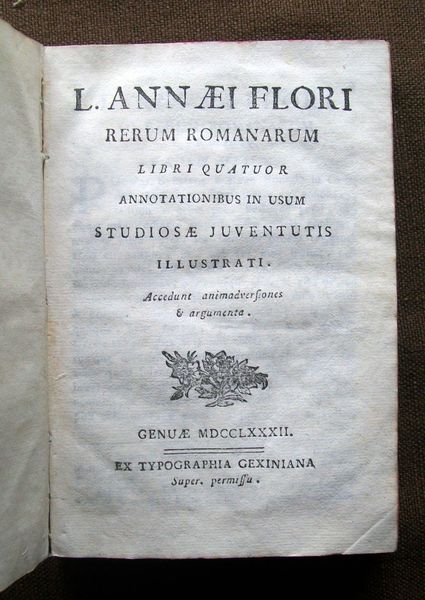 L. ANNÆI FLORI
RERUM ROMANARUM
LIBRI QUATUOR
ANNOTATIONIBUS IN USUM
STUDIOSÆ JUVENTUTIS
ILLUSTRATI.
Accedunt animadversiones
& argumenta.
GENUÆ MDCCLXXXII.
EX TYPOGRAPHIA GEXINIANA
Super. permissu.